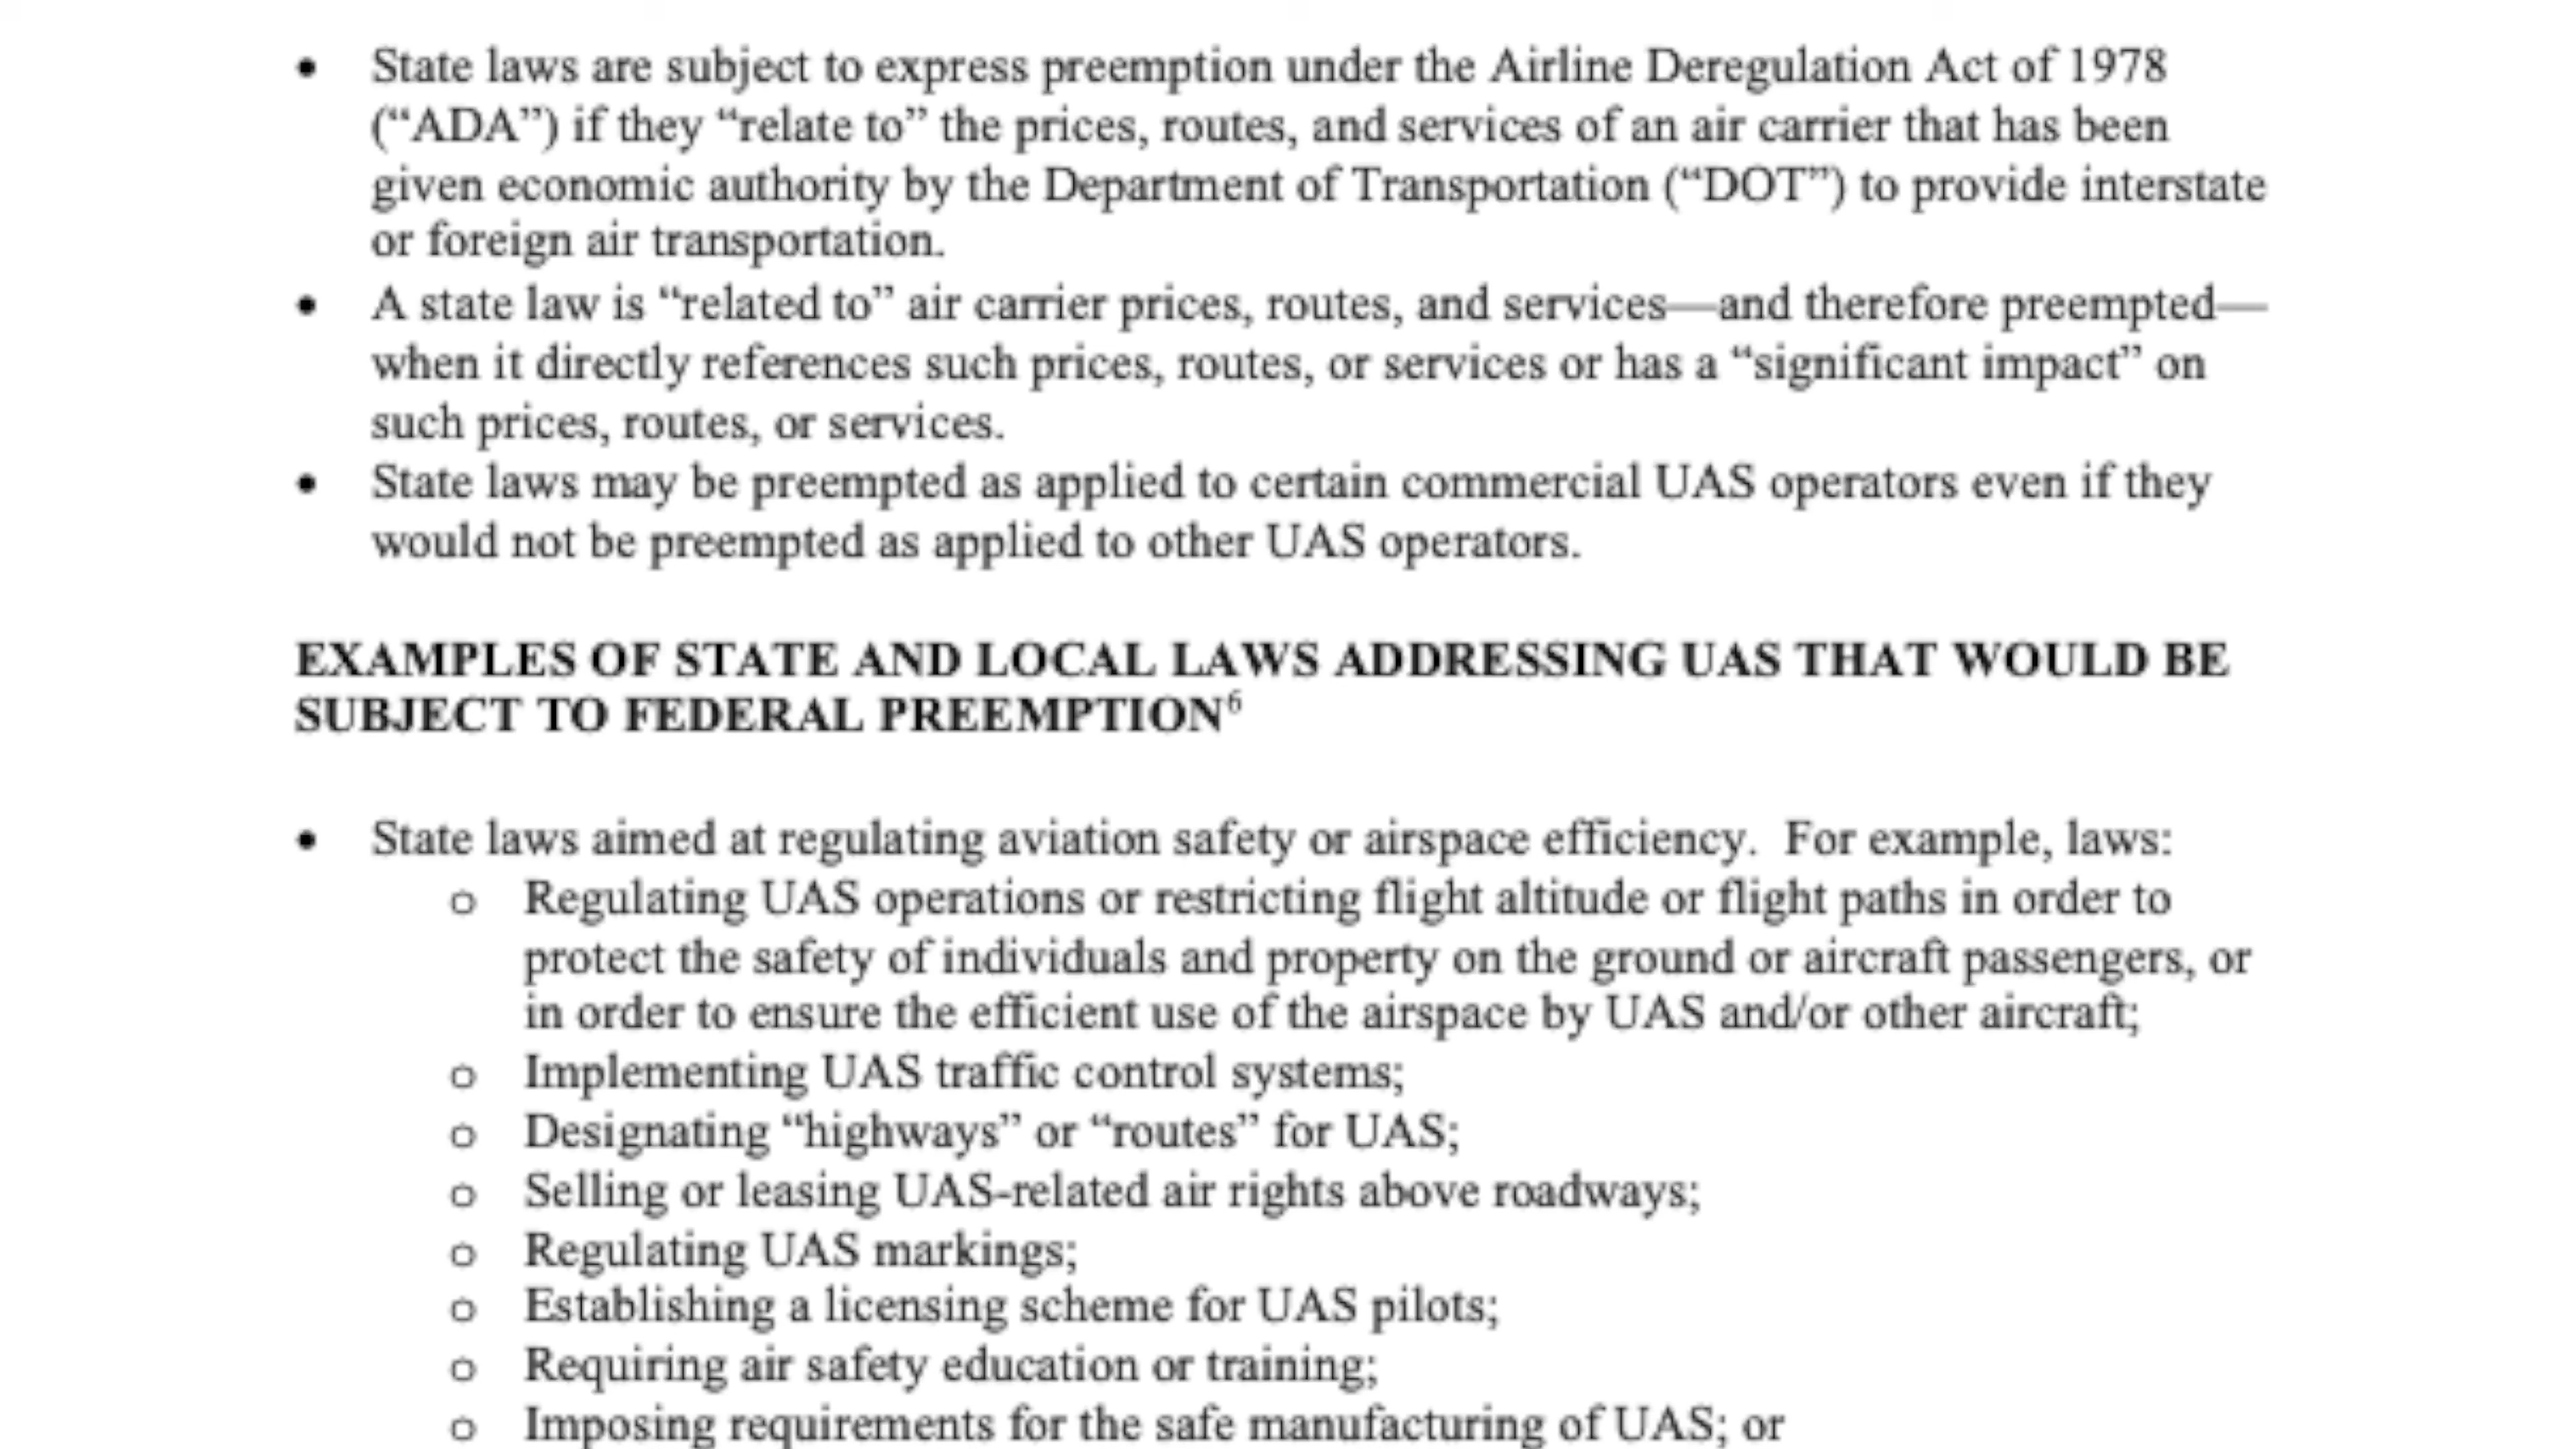 • State laws are subject to express preemption under the Airline Deregulation Act of 1978
(“ADA”) if they “relate to” the prices, routes, and services of an air carrier that has been
given economic authority by the Department of Transportation (“DOT”) to provide interstate
or foreign air transportation.
• A state law is “related to” air carrier prices, routes, and services—and therefore preempted—
when it directly references such prices, routes, or services or has a “significant impact” on
such prices, routes, or services.
• State laws may be preempted as applied to certain commercial UAS operators even if they
would not be preempted as applied to other UAS operators.
EXAMPLES OF STATE AND LOCAL LAWS ADDRESSING UAS THAT WOULD BE
SUBJECT TO FEDERAL PREEMPTION⁶
• State laws aimed at regulating aviation safety or airspace efficiency.  For example, laws:
o Regulating UAS operations or restricting flight altitude or flight paths in order to
protect the safety of individuals and property on the ground or aircraft passengers, or
in order to ensure the efficient use of the airspace by UAS and/or other aircraft;
o Implementing UAS traffic control systems;
o Designating “highways” or “routes” for UAS;
o Selling or leasing UAS-related air rights above roadways;
o Regulating UAS markings;
o Establishing a licensing scheme for UAS pilots;
o Requiring air safety education or training;
o Imposing requirements for the safe manufacturing of UAS; or